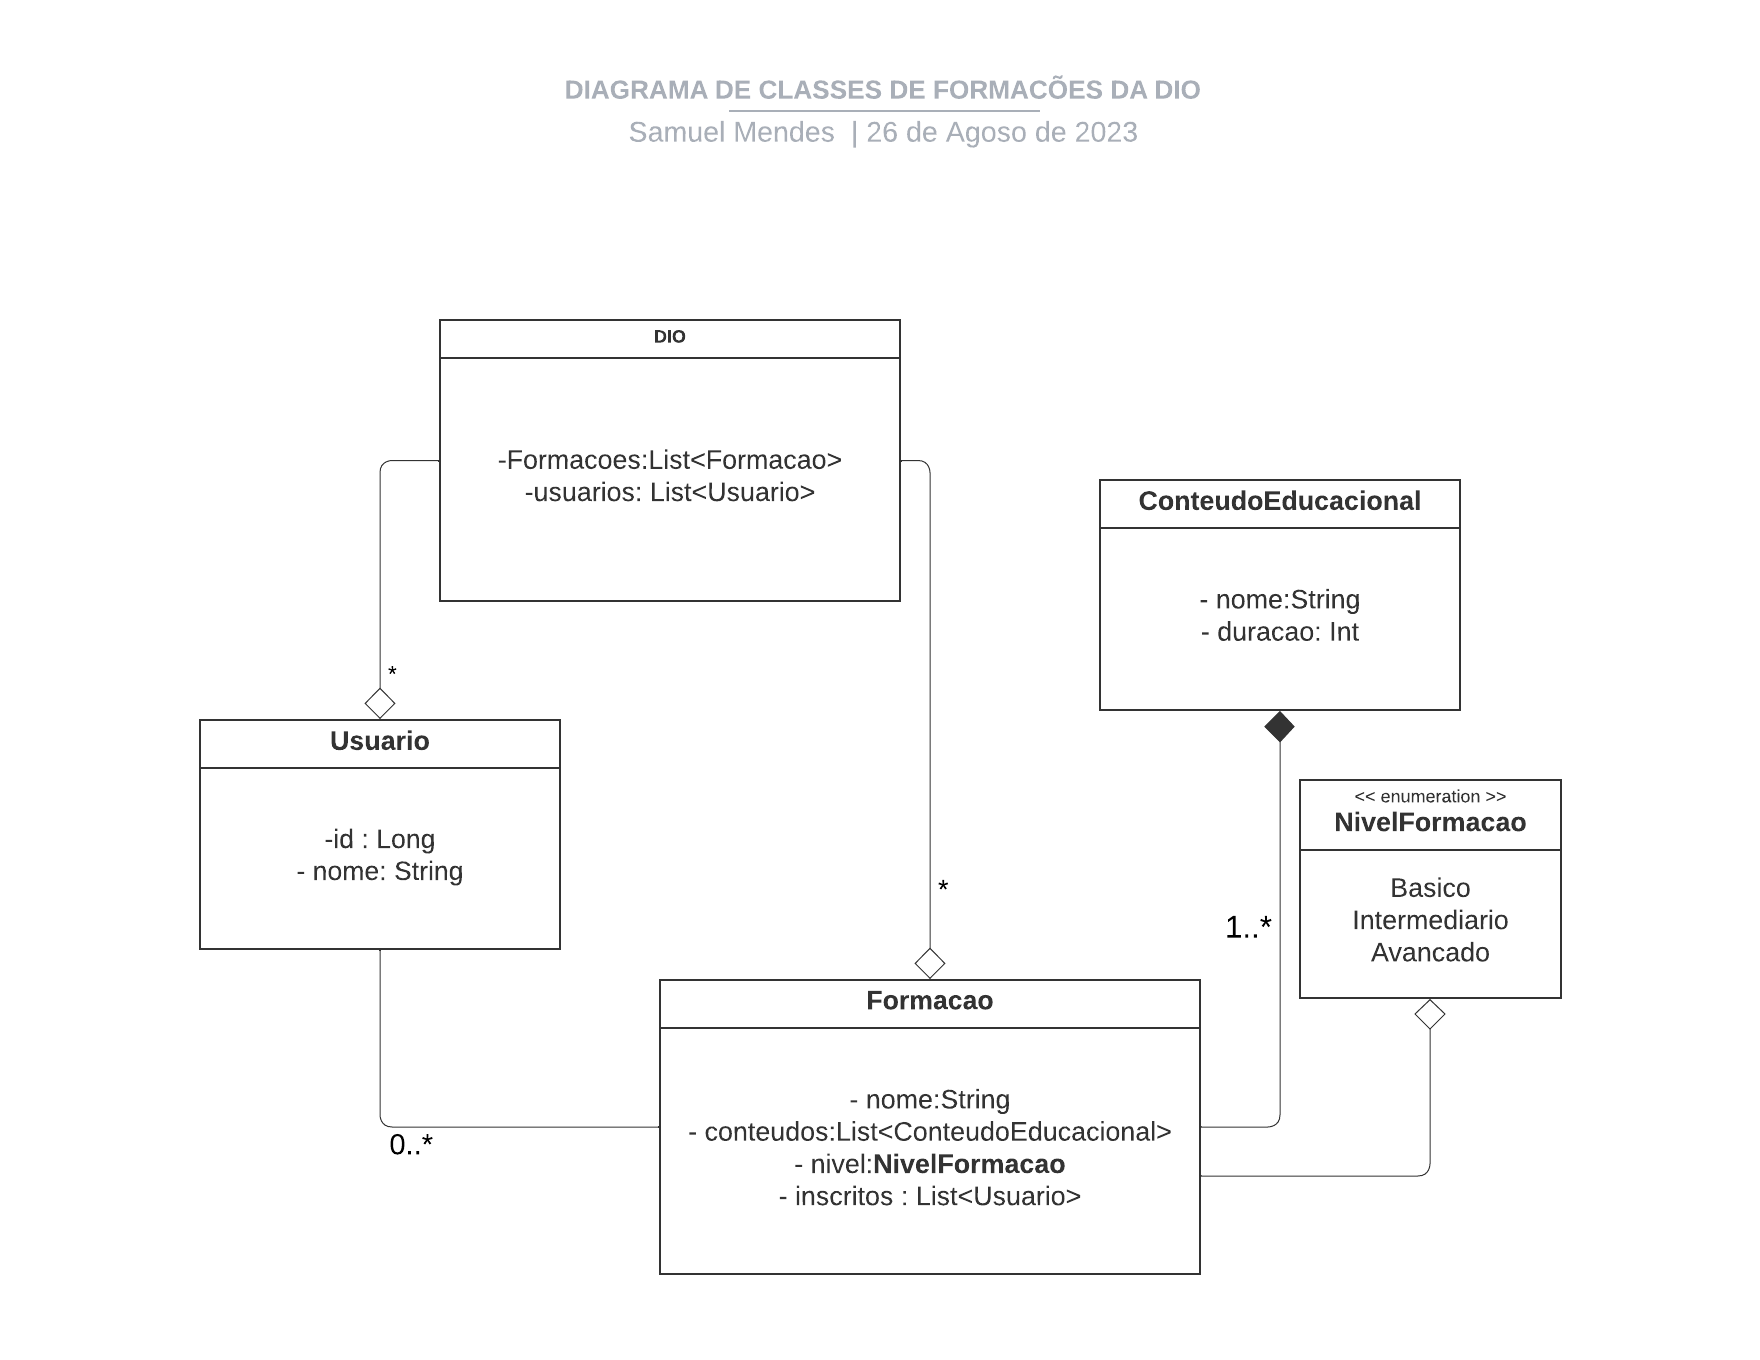 DIAGRAMA DE CLASSES DE FORMACÕES DA DIO
Samuel Mendes | 26 de Agoso de 2023
DIO
-Formacoes:List<Formacao>
-usuarios: List<Usuario>
ConteudoEducacional
- nome:String
- duracao: Int
*
Usuario
-id : Long
- nome: String
<< enumeration >>
NivelFormacao
Basico
Intermediario
Avancado
*
1..*
Formacao
- nome:String
- conteudos:List<ConteudoEducacional>
- nivel:NivelFormacao
- inscritos : List<Usuario>
0..*